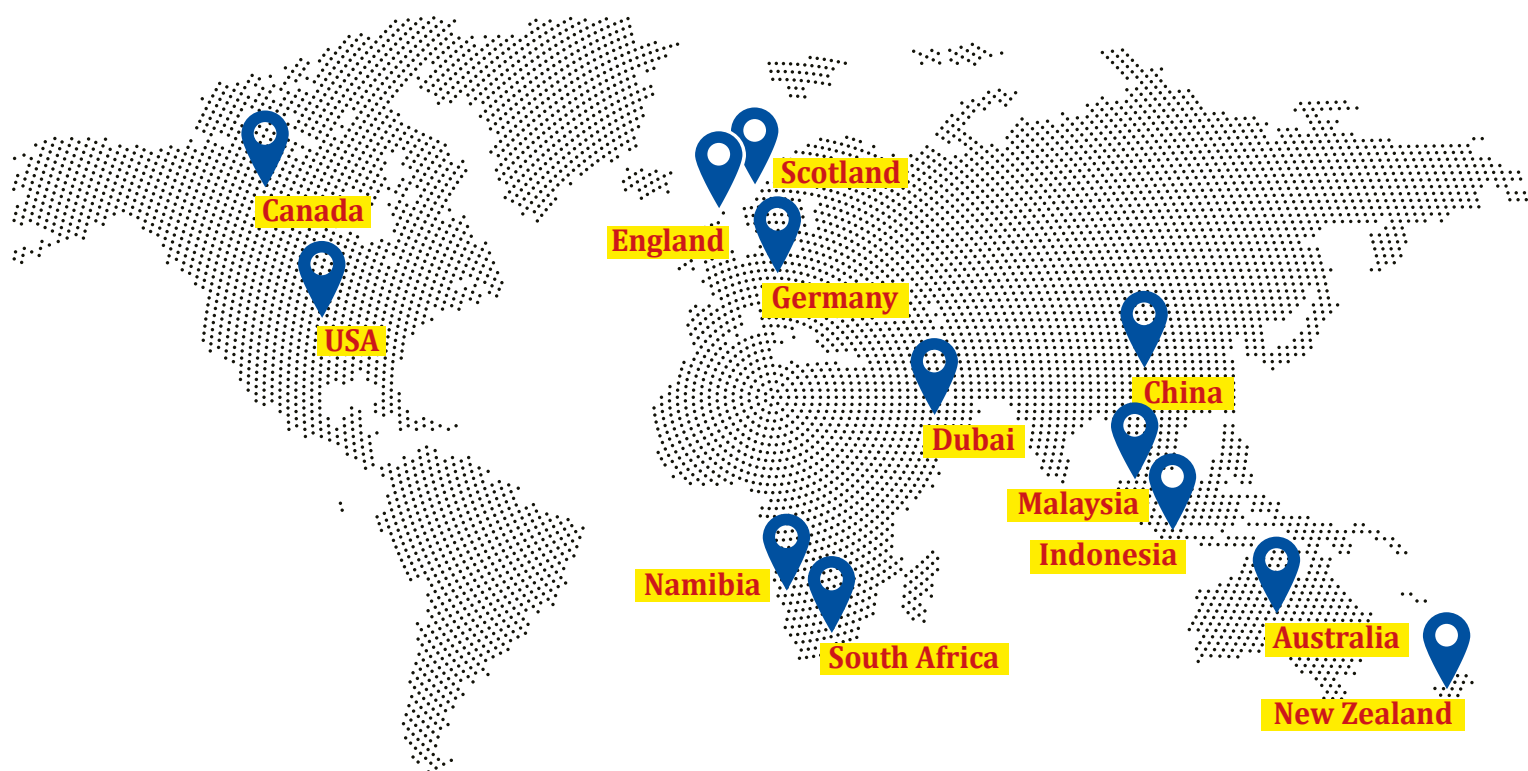 Scotland
Canada
England
Germany
USA
China
Dubai
Malaysia
Indonesia
Namibia
Australia
South Africa
New Zealand